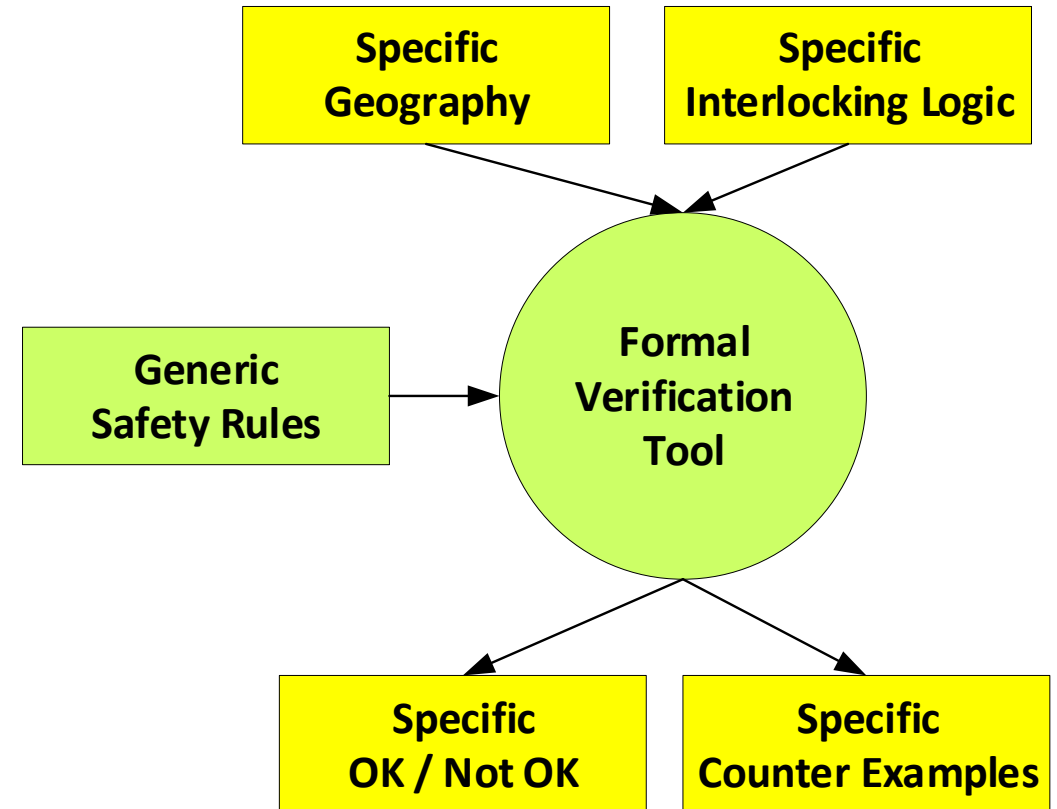 Specific
Geography
Specific
Interlocking Logic
Generic
Safety Rules
Formal
Verification
Tool
Specific
OK / Not OK
Specific
Counter Examples